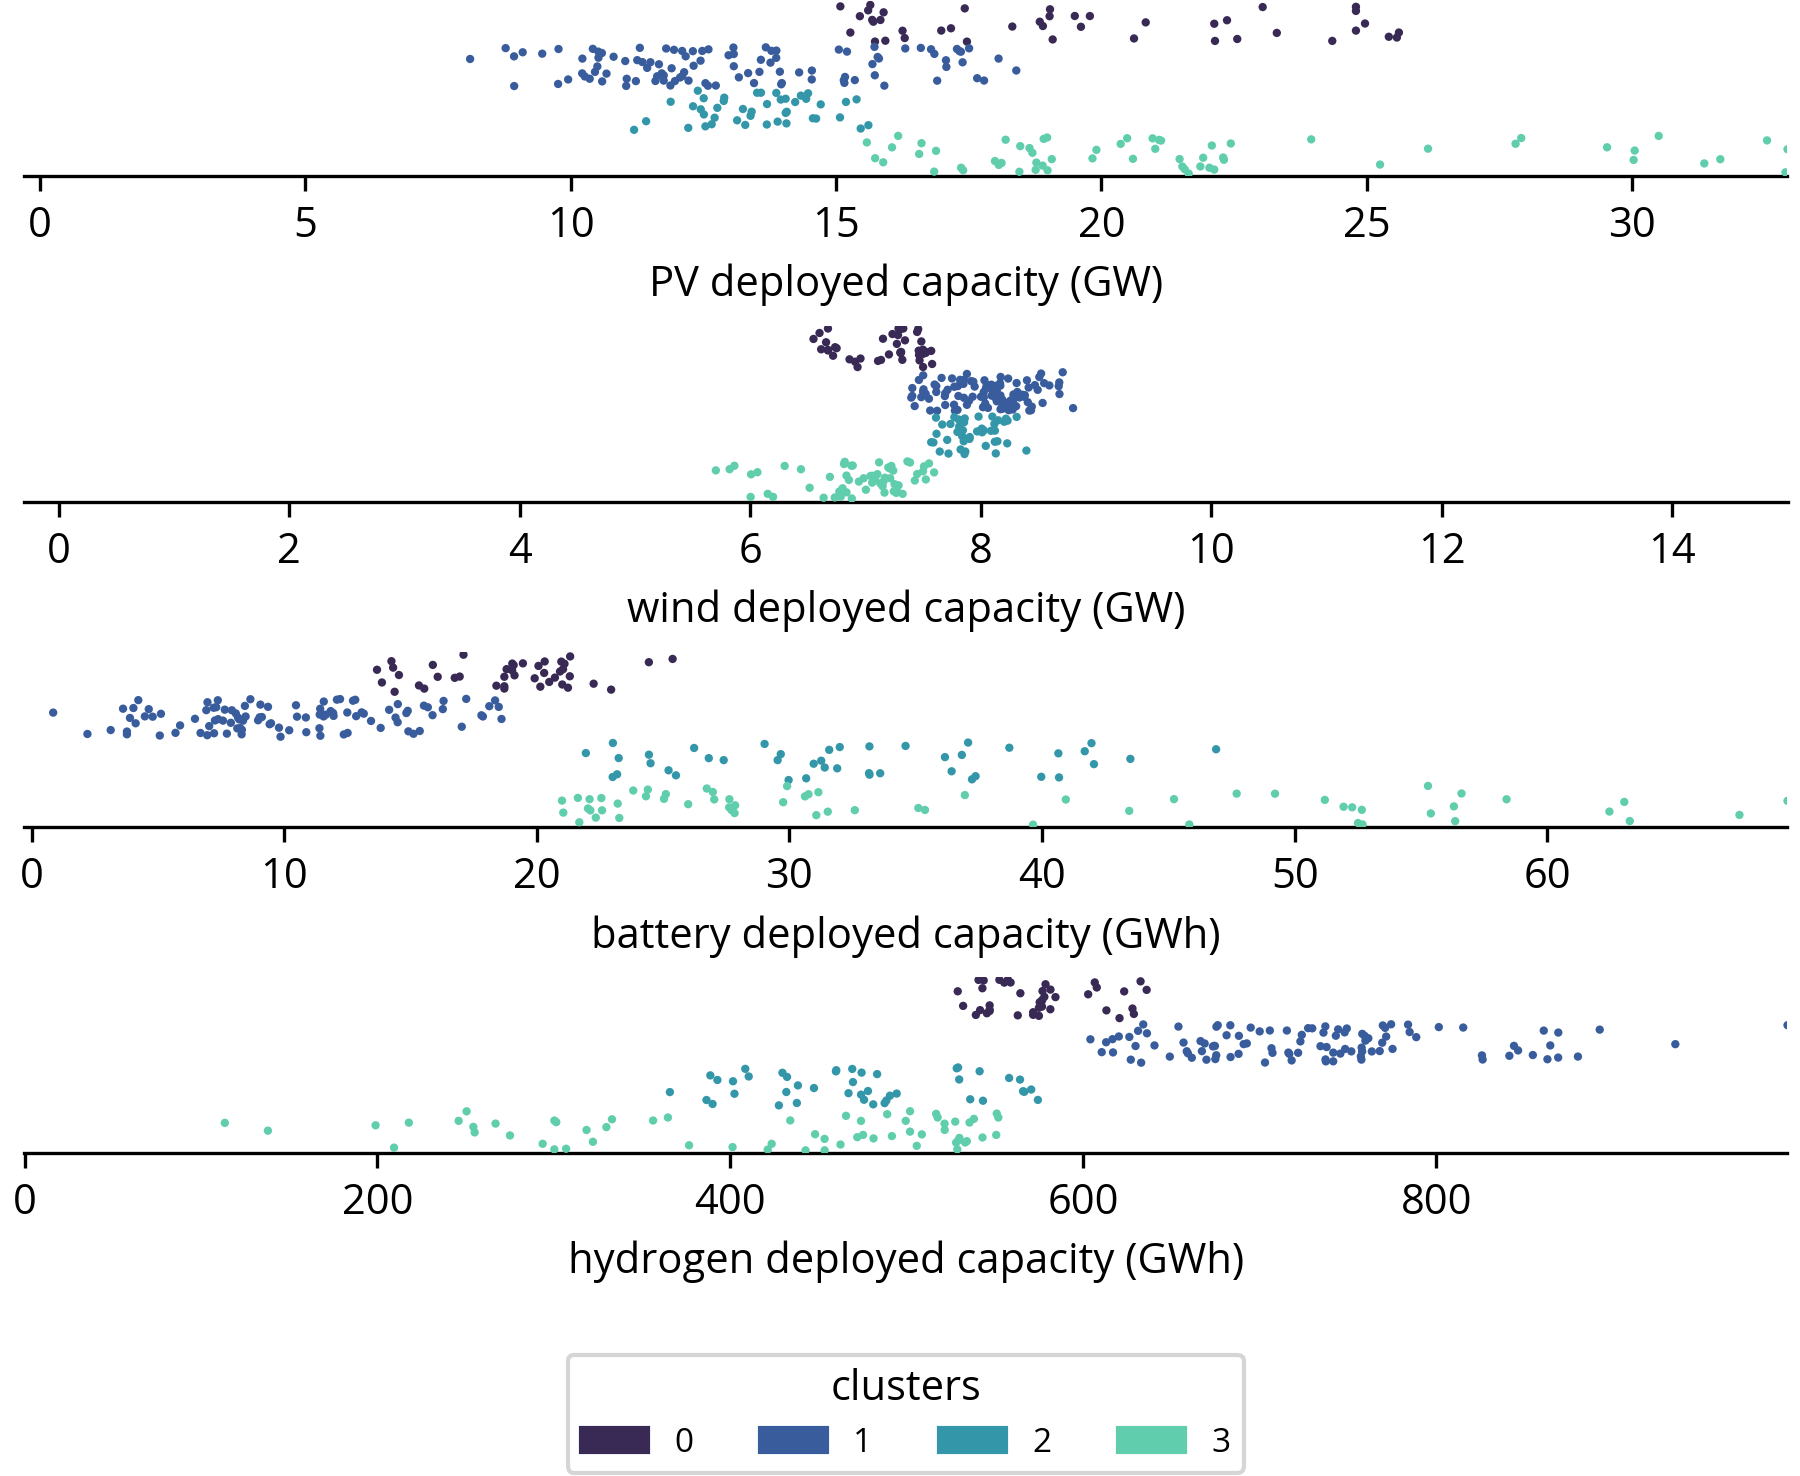 0 5 10 15 20 25 30
PV deployed capacity (GW)
0 2 4 6 8 10 12 14
wind deployed capacity (GW)
0 10 20 30 40 50 60
battery deployed capacity (GWh)
0 200 400 600 800
hydrogen deployed capacity (GWh)
clusters
0 1 2 3